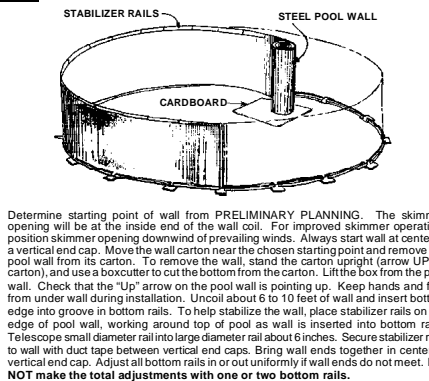 STABILIZER RAILS
STEEL POOL WALL
CARDBOARD
Determine starting point of wall from PRELIMINARY PLANNING. The skimm
opening will be at the inside end of the wall coil. For improved skimmer operati
position skimmer opening downwind of prevailing winds. Always start wall at cente
a vertical end cap. Move the wall carton near the chosen starting point and remove
pool wall from its carton. To remove the wall, stand the carton upright (arrow UP
carton), and use a boxcutter to cut the bottom from the carton. Lift the box from the p
wall. Check that the "Up" arrow on the pool wall is pointing up. Keep hands and f
from under wall during installation. Uncoil about 6 to 10 feet of wall and insert bott
edge into groove in bottom rails. To help stabilize the wall, place stabilizer rails on
edge of pool wall, working around top of pool as wall is inserted into bottom ra
Telescope small diameter rail into large diameter rail about 6 inches. Secure stabilizer r
to wall with duct tape between vertical end caps. Bring wall ends together in cente
vertical end cap. Adjust all bottom rails in or out uniformly if wall ends do not meet.
NOT make the total adjustments with one or two bottom rails.